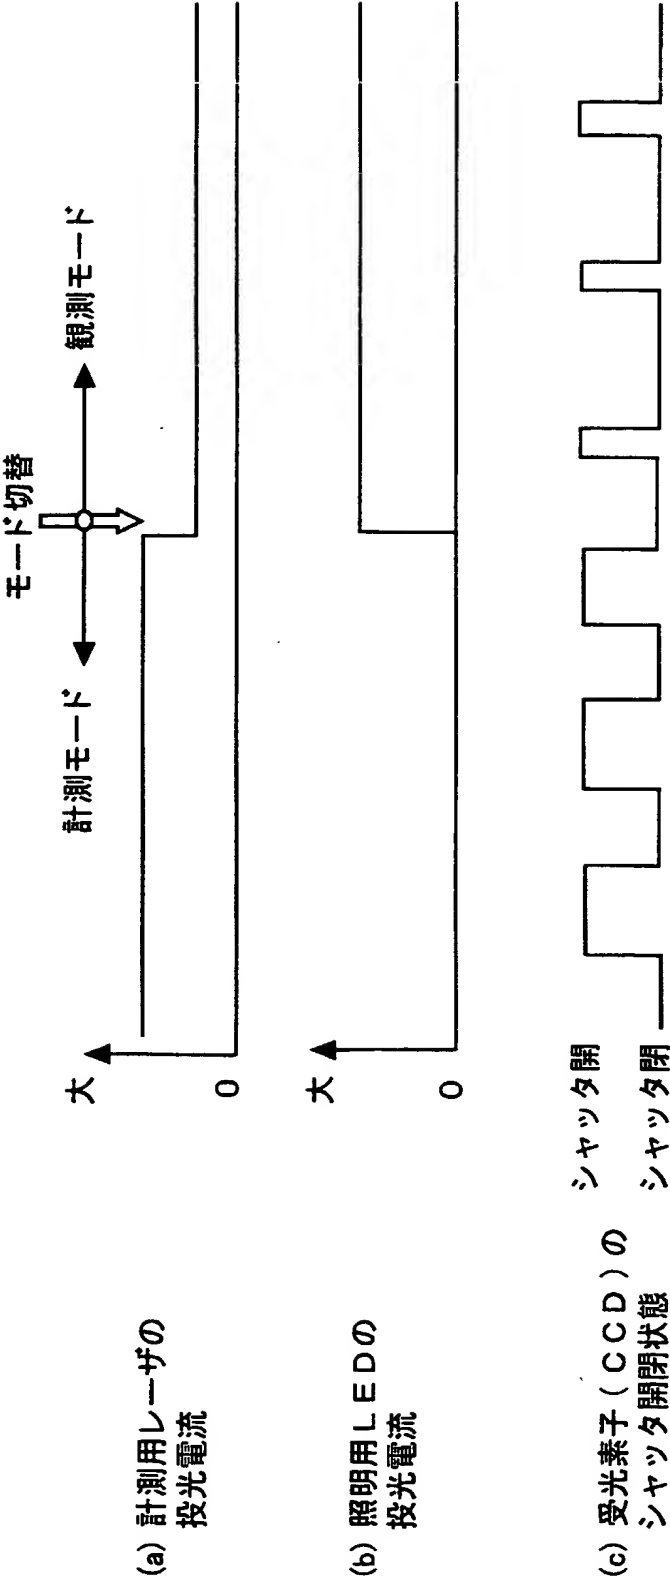 モード切替
計測モード
観測モード
(a) 計測用レーザの
投光電流
大
0
(b) 照明用LEDの
投光電流
大
0
(c) 受光素子(CCD)の
シャッタ開閉状態
シャッタ開
シャッタ閉